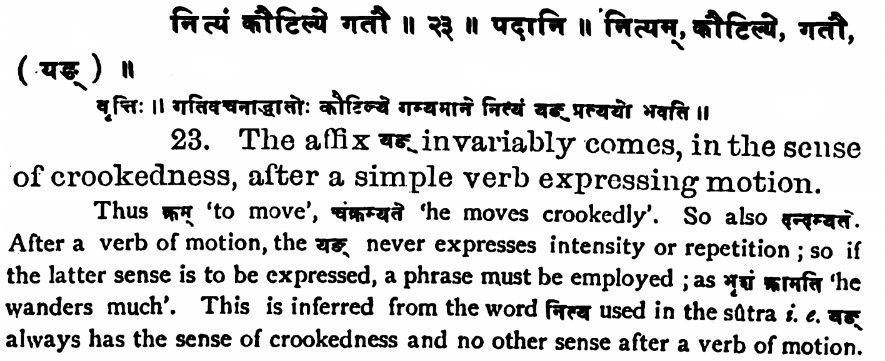 नित्यं कौटिल्ये गतौ ॥ २३ ॥ पदानि ॥ नित्यम्, कौटिल्ये, गतौ,
( यङ् ) ॥
वृत्तिः ॥ गतिवचनाद्धातोः कौटिल्ये गम्यमाने नित्यं यङ् प्रत्ययो भवति ॥
23. The affix यङ् invariably comes, in the sense
of crookedness, after a simple verb expressing motion.
Thus क्रम् 'to move', चंक्रम्यते 'he moves crookedly'. So also दन्द्रम्यते.
After a verb of motion, the यङ् never expresses intensity or repetition ; so if
the latter sense is to be expressed, a phrase must be employed ; as भृशं क्रामति 'he
wanders much'. This is inferred from the word नित्य used in the sûtra i. e. यङ्
always has the sense of crookedness and no other sense after a verb of motion.